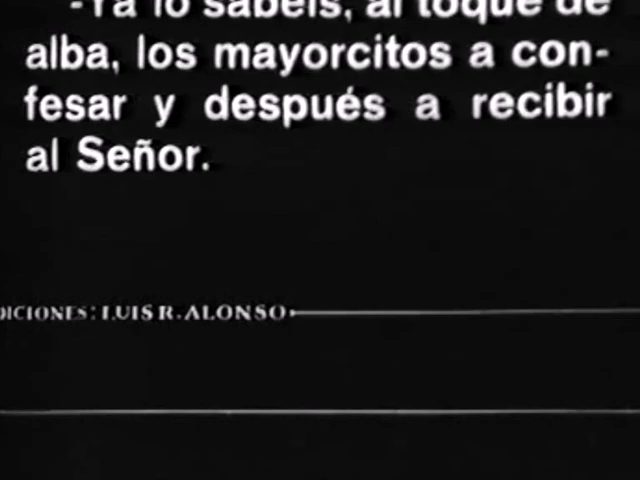 -Ya lo sabéis, al toque de
alba, los mayorcitos a con-
fesar y después a recibir
al Señor.
DICIONES: LUIS R. ALONSO